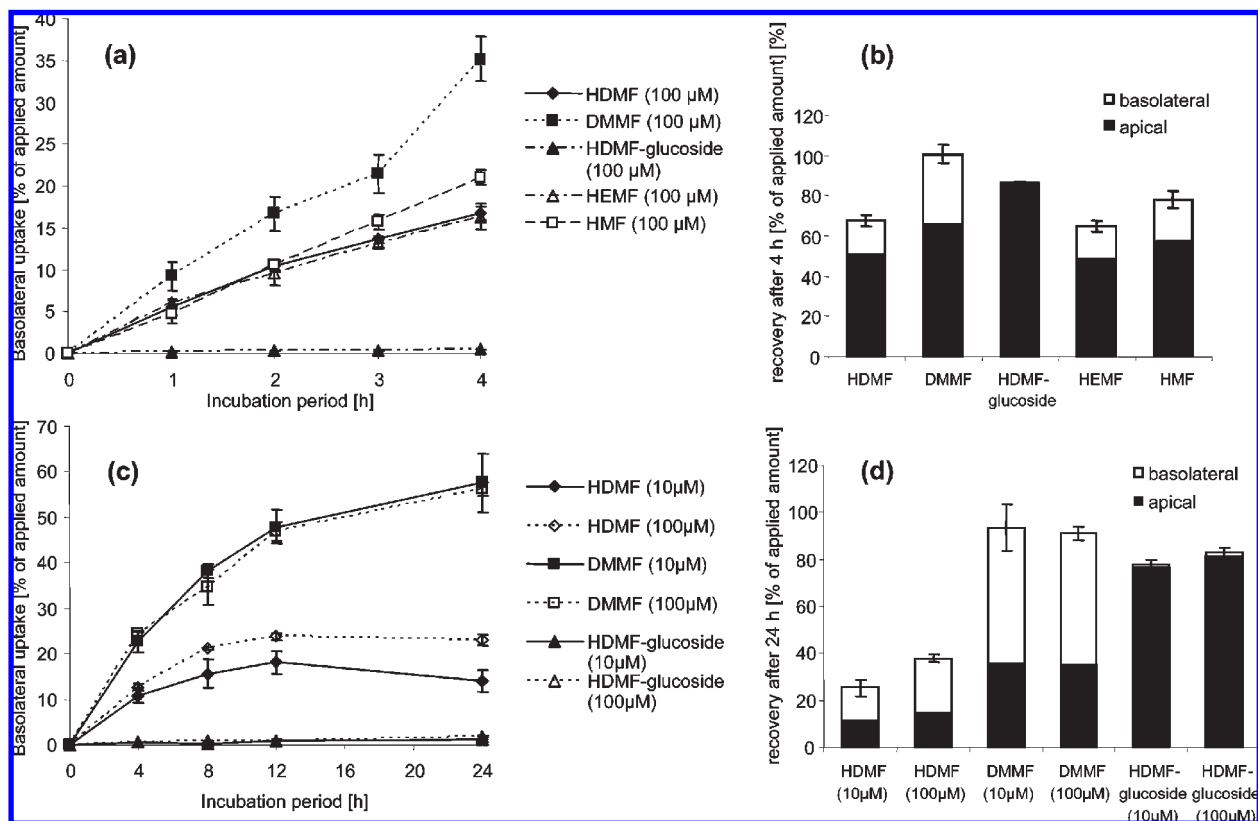 (a)
Basolateral uptake [% of applied amount]
40
35
30
25
20
15
10
5
0
0 1 2 3 4
Incubation period [h]
HDMF (100 µM)
DMMF (100 µM)
HDMF-glucoside
(100 µM)
HEMF (100 µM)
HMF (100 µM)
(b)
recovery after 4 h [% of applied amount] [%]
120
100
80
60
40
20
0
basolateral
apical
HDMF DMMF HDMF- HEMF HMF
glucoside
(c)
Basolateral uptake [% of applied amount]
70
60
50
40
30
20
10
0
0 4 8 12 16 20 24
Incubation period [h]
HDMF (10µM)
HDMF (100µM)
DMMF (10µM)
DMMF (100µM)
HDMF-glucoside
(10µM)
HDMF-glucoside
(100µM)
(d)
recovery after 24 h [% of applied amount]
120
100
80
60
40
20
0
basolateral
apical
HDMF HDMF DMMF DMMF HDMF- HDMF-
(10µM) (100µM) (10µM) (100µM) glucoside glucoside
(10µM) (100µM)